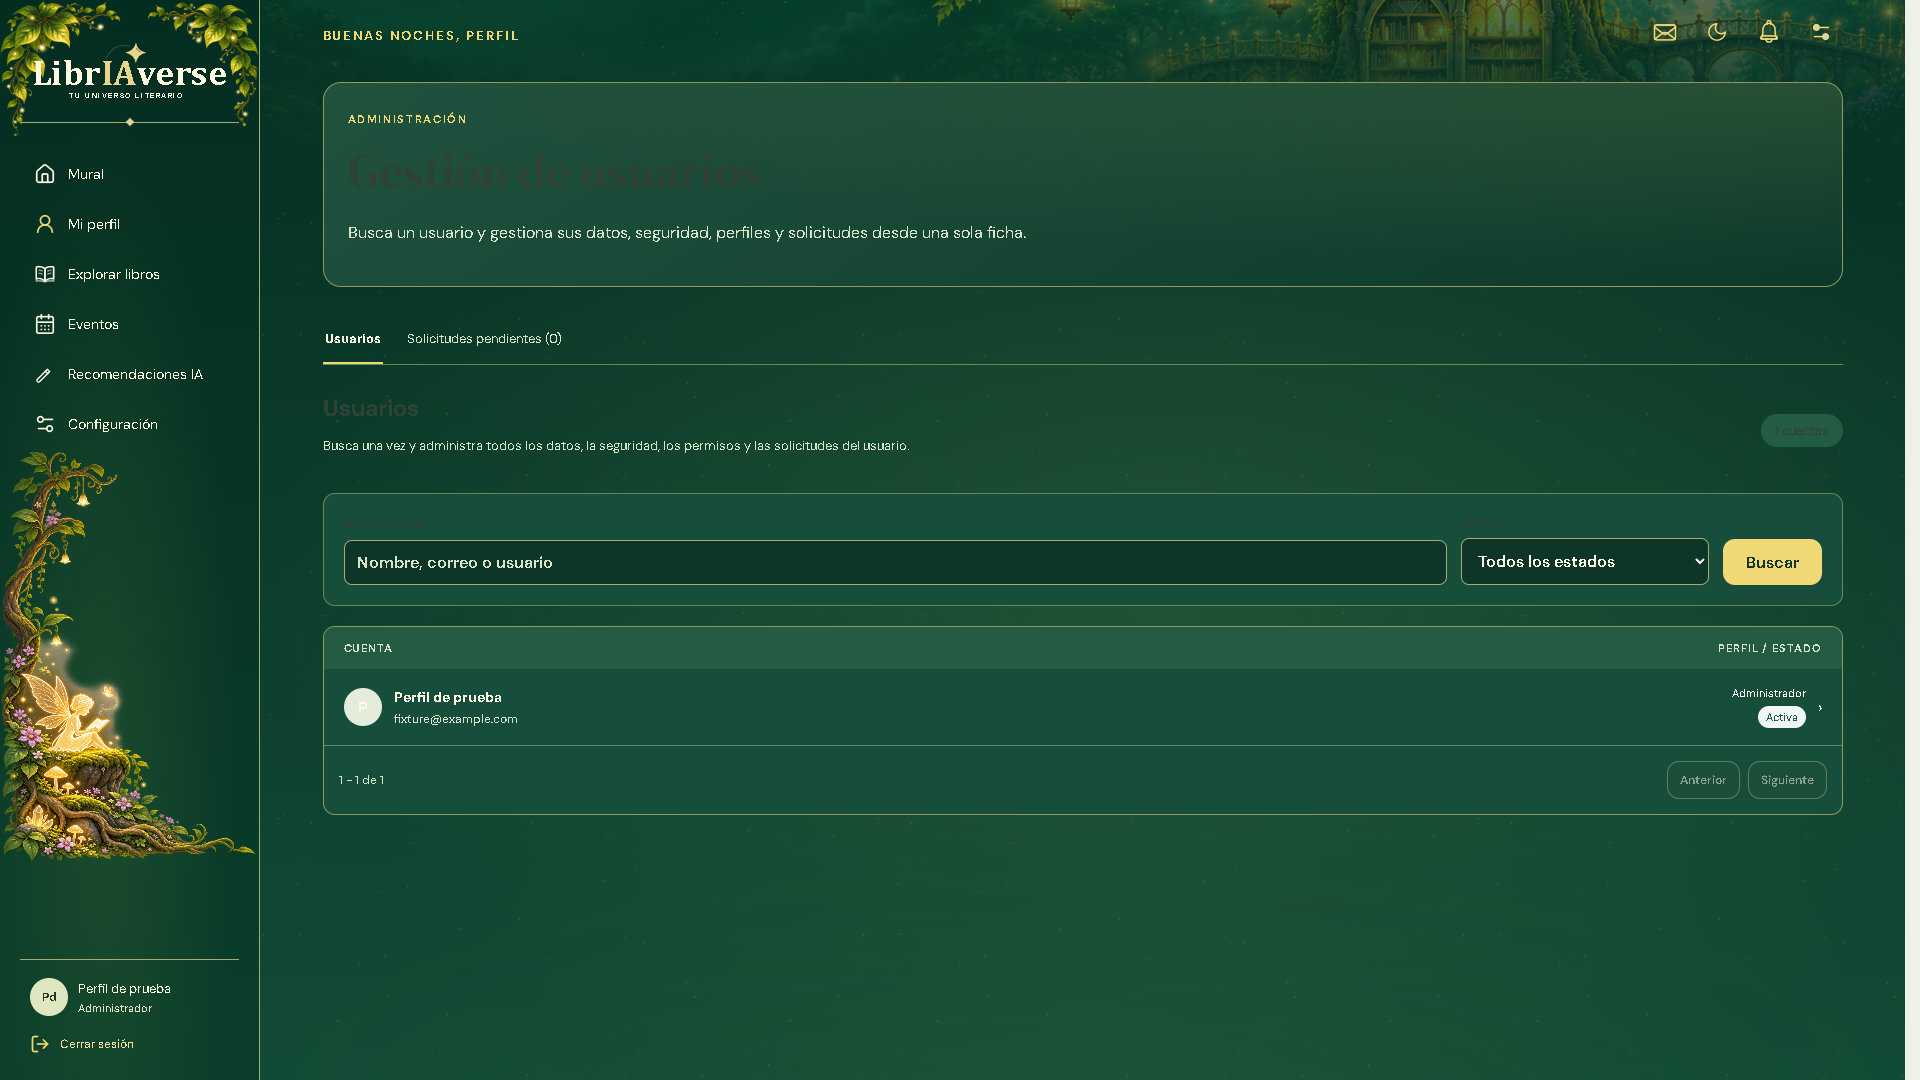 LibrIAverse
TU UNIVERSO LITERARIO
Mural
Mi perfil
Explorar libros
Eventos
Recomendaciones IA
Configuración
Pd
Perfil de prueba
Administrador
Cerrar sesión
BUENAS NOCHES, PERFIL
ADMINISTRACIÓN
Gestión de usuarios
Busca un usuario y gestiona sus datos, seguridad, perfiles y solicitudes desde una sola ficha.
Usuarios
Solicitudes pendientes (0)
Usuarios
Busca una vez y administra todos los datos, la seguridad, los permisos y las solicitudes del usuario.
1 cuentas
Nombre, correo o usuario
Todos los estados
Buscar
CUENTA
PERFIL / ESTADO
P
Perfil de prueba
fixture@example.com
Administrador
Activa
1–1 de 1
Anterior
Siguiente